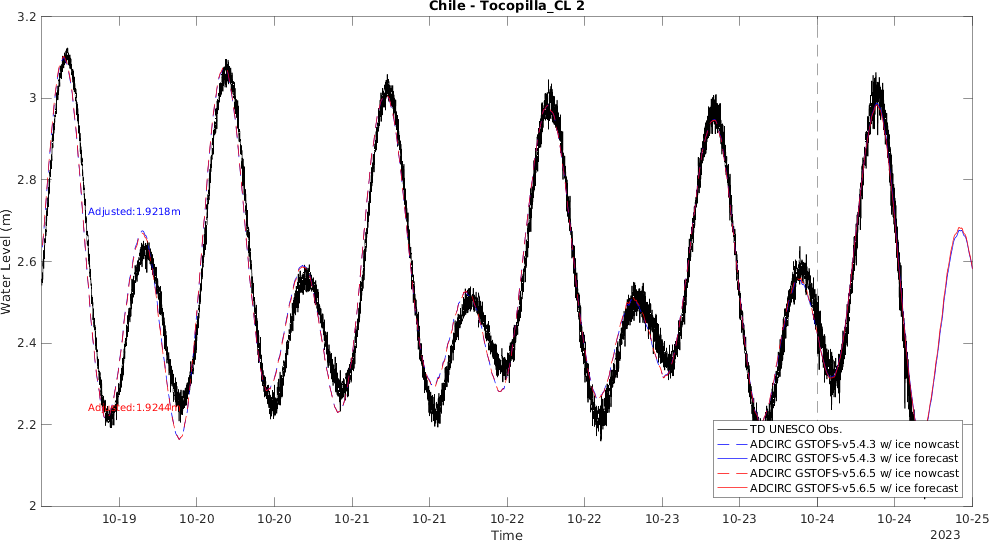 Chile - Tocopilla_CL 2
Water Level (m)
3.2
3
2.8
2.6
2.4
2.2
2
Adjusted:1.9218m
Adjusted:1.9244m
TD UNESCO Obs.
ADCIRC GSTOFS-v5.4.3 w/ ice nowcast
ADCIRC GSTOFS-v5.4.3 w/ ice forecast
ADCIRC GSTOFS-v5.6.5 w/ ice nowcast
ADCIRC GSTOFS-v5.6.5 w/ ice forecast
10-19 10-20 10-20 10-21 10-21 10-22 10-22 10-23 10-23 10-24 10-24 10-25
Time
2023